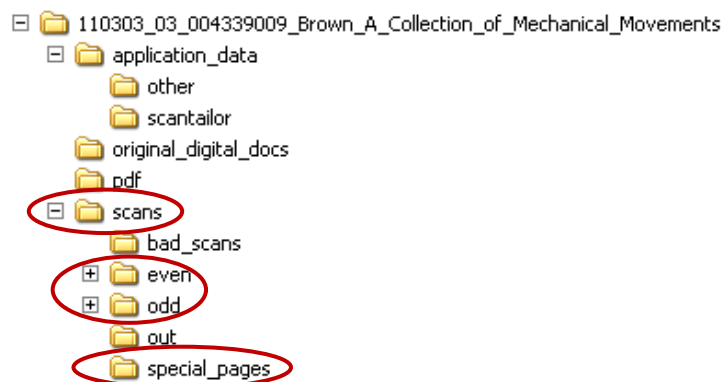 110303_03_004339009_Brown_A_Collection_of_Mechanical_Movements
application_data
other
scantailor
original_digital_docs
pdf
scans
bad_scans
even
odd
out
special_pages